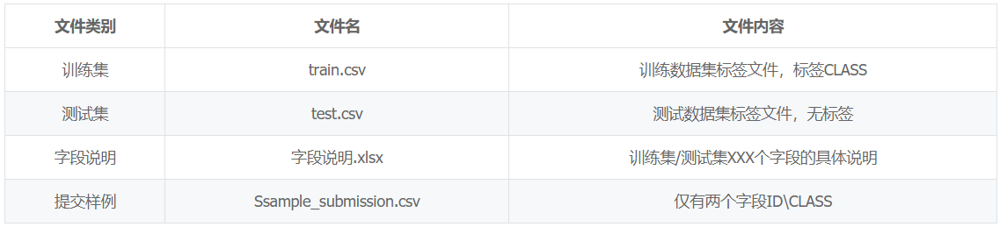 文件类别 文件名 文件内容
训练集 train.csv 训练数据集标签文件，标签CLASS
测试集 test.csv 测试数据集标签文件，无标签
字段说明 字段说明.xlsx 训练集/测试集XXX个字段的具体说明
提交样例 Ssample_submission.csv 仅有两个字段ID\CLASS